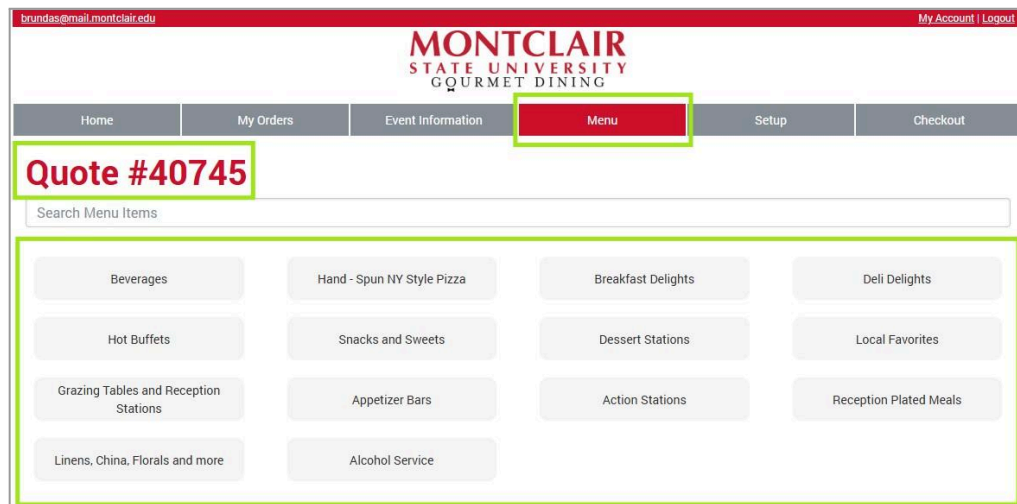 brundas@mail.montclair.edu
My Account | Logout
MONTCLAIR
STATE UNIVERSITY
GOURMET DINING
Home
My Orders
Event Information
Menu
Setup
Checkout
Quote #40745
Search Menu Items
Beverages
Hand - Spun NY Style Pizza
Breakfast Delights
Deli Delights
Hot Buffets
Snacks and Sweets
Dessert Stations
Local Favorites
Grazing Tables and Reception
Stations
Appetizer Bars
Action Stations
Reception Plated Meals
Linens, China, Florals and more
Alcohol Service